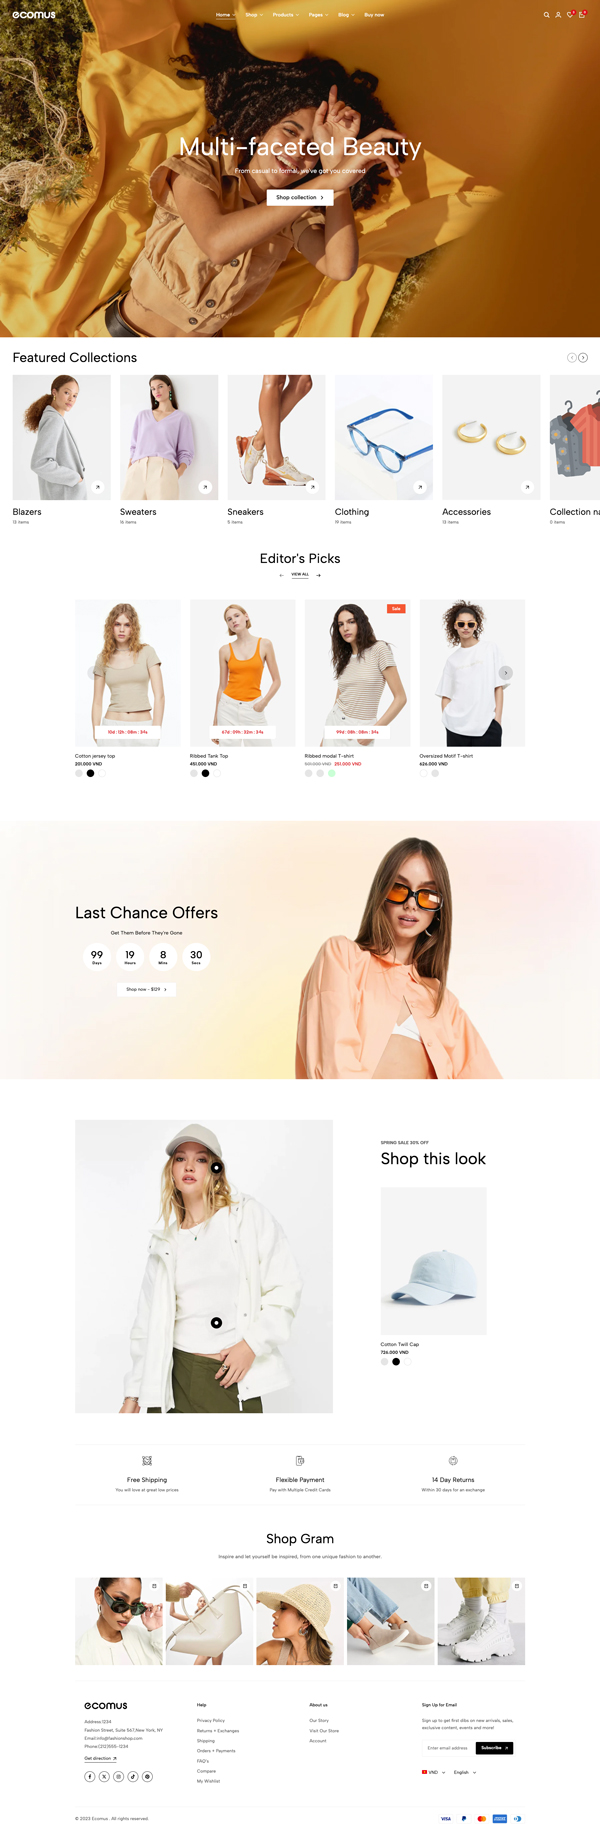 ecomus
Home Shop Products Pages Blog Buy now
Multi-faceted Beauty
From casual to formal, we've got you covered
Shop collection
Featured Collections
Blazers
13 items
Sweaters
16 items
Sneakers
5 items
Clothing
19 items
Accessories
13 items
Collection na
0 items
Editor's Picks
VIEW ALL
Sale
10d : 12h : 08m : 34s
67d : 09h : 32m : 34s
99d : 08h : 08m : 34s
Cotton jersey top
201.000 VND
Ribbed Tank Top
451.000 VND
Ribbed modal T-shirt
251.000 VND
Oversized Motif T-shirt
626.000 VND
Last Chance Offers
Get Them Before They're Gone
99 19 8 30
Days Hours Mins Secs
Shop now - $129
SPRING SALE 30% OFF
Shop this look
Cotton Twill Cap
726.000 VND
Free Shipping
You will love at great low prices
Flexible Payment
Pay with Multiple Credit Cards
14 Day Returns
Within 30 days for an exchange
Shop Gram
Inspire and let yourself be inspired, from one unique fashion to another.
ecomus
Address:1234
Fashion Street, Suite 567,New York, NY
Email:info@fashionshop.com
Phone:(212)555-1234
Get direction
Help
Privacy Policy
Returns + Exchanges
Shipping
Orders + Payments
FAQ's
Compare
My Wishlist
About us
Our Story
Visit Our Store
Account
Sign Up for Email
Sign up to get first dibs on new arrivals, sales,
exclusive content, events and more!
Enter email address
Subscribe
VND English
© 2023 Ecomus . All rights reserved.
VISA